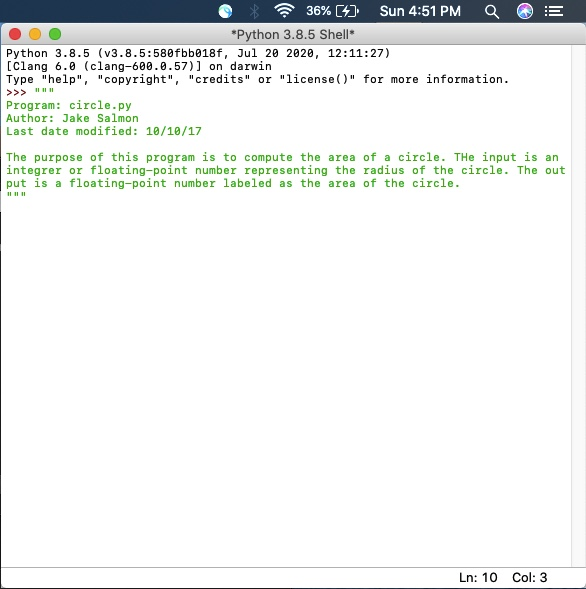 36% Sun 4:51 PM
*Python 3.8.5 Shell*
Python 3.8.5 (v3.8.5:580fbb018f, Jul 20 2020, 12:11:27)
[Clang 6.0 (clang-600.0.57)] on darwin
Type "help", "copyright", "credits" or "license()" for more information.
>>> """
Program: circle.py
Author: Jake Salmon
Last date modified: 10/10/17
The purpose of this program is to compute the area of a circle. THe input is an
integrer or floating-point number representing the radius of the circle. The out
put is a floating-point number labeled as the area of the circle.
"""
Ln: 10 Col: 3